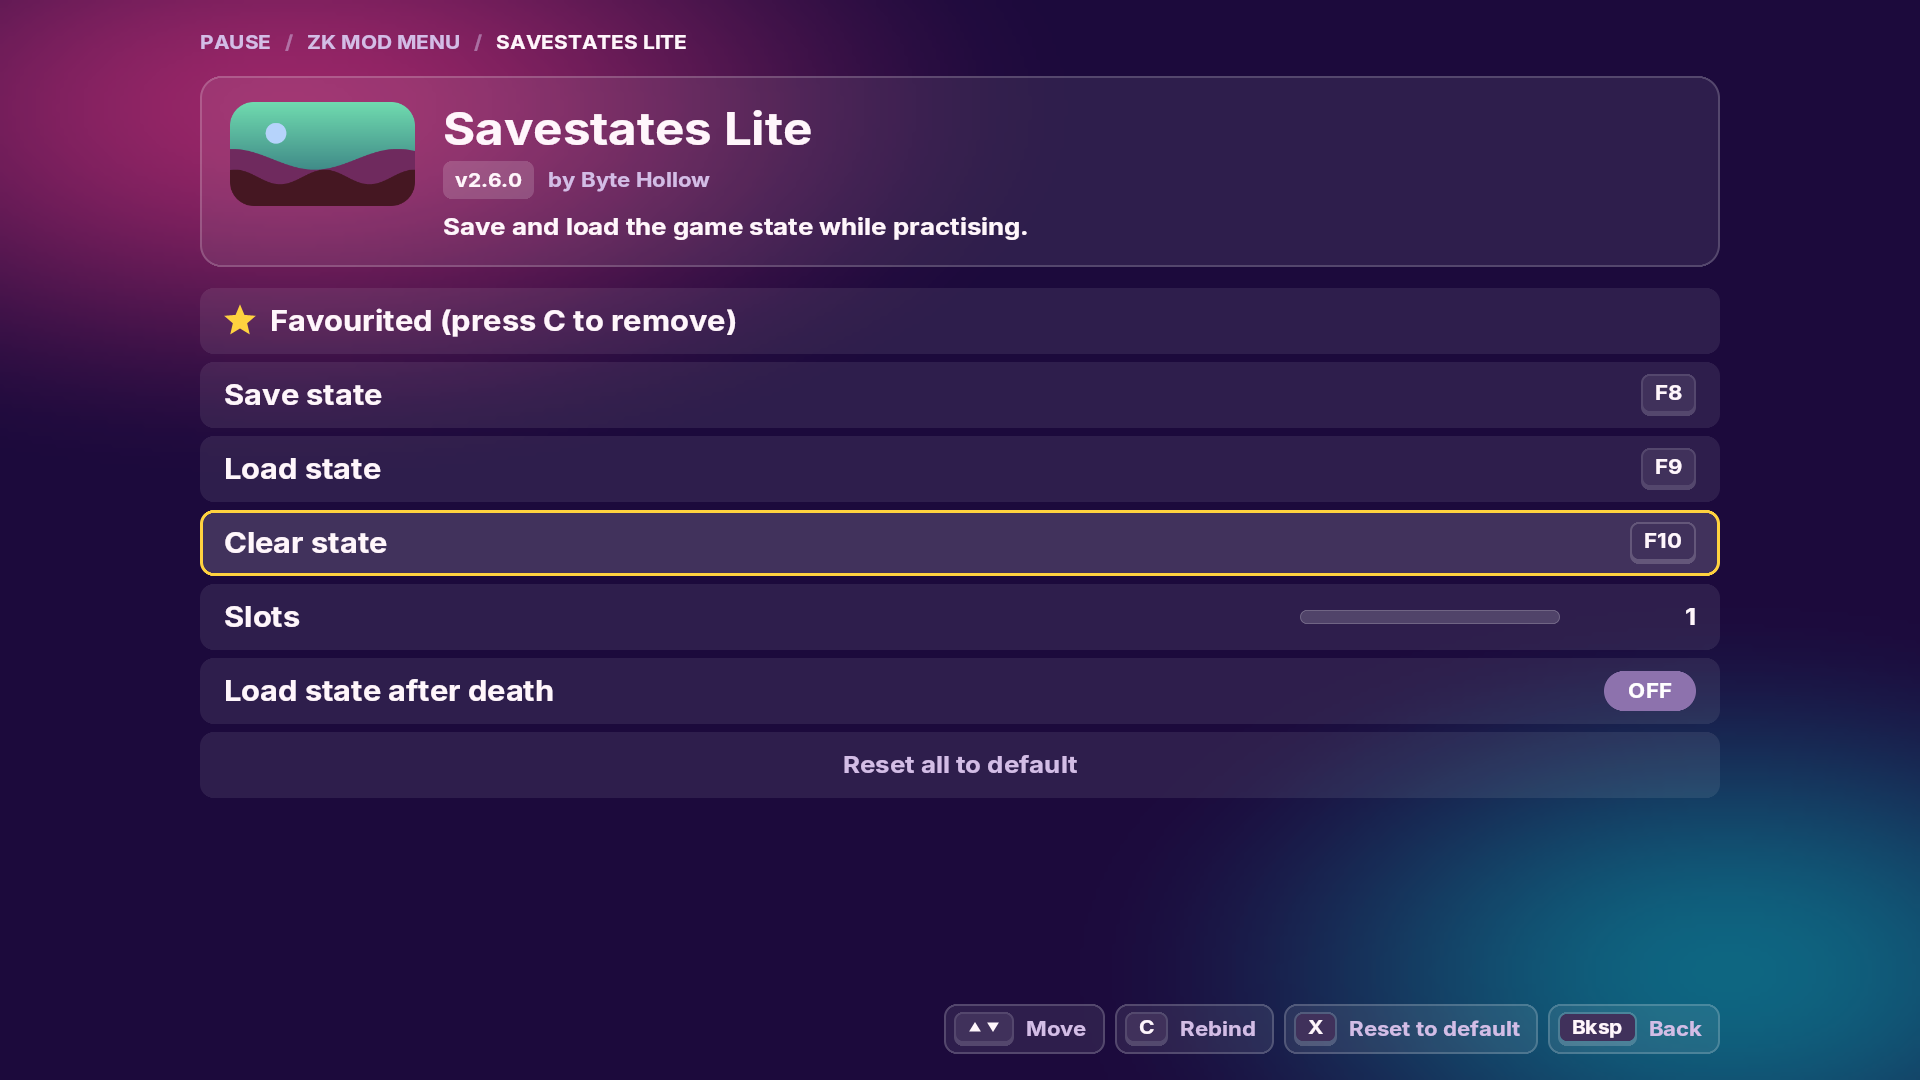 PAUSE / ZK MOD MENU / SAVESTATES LITE
Savestates Lite
v2.6.0 by Byte Hollow
Save and load the game state while practising.
Favourited (press C to remove)
Save state F8
Load state F9
Clear state F10
Slots 1
Load state after death OFF
Reset all to default
▲▼ Move C Rebind X Reset to default Bksp Back